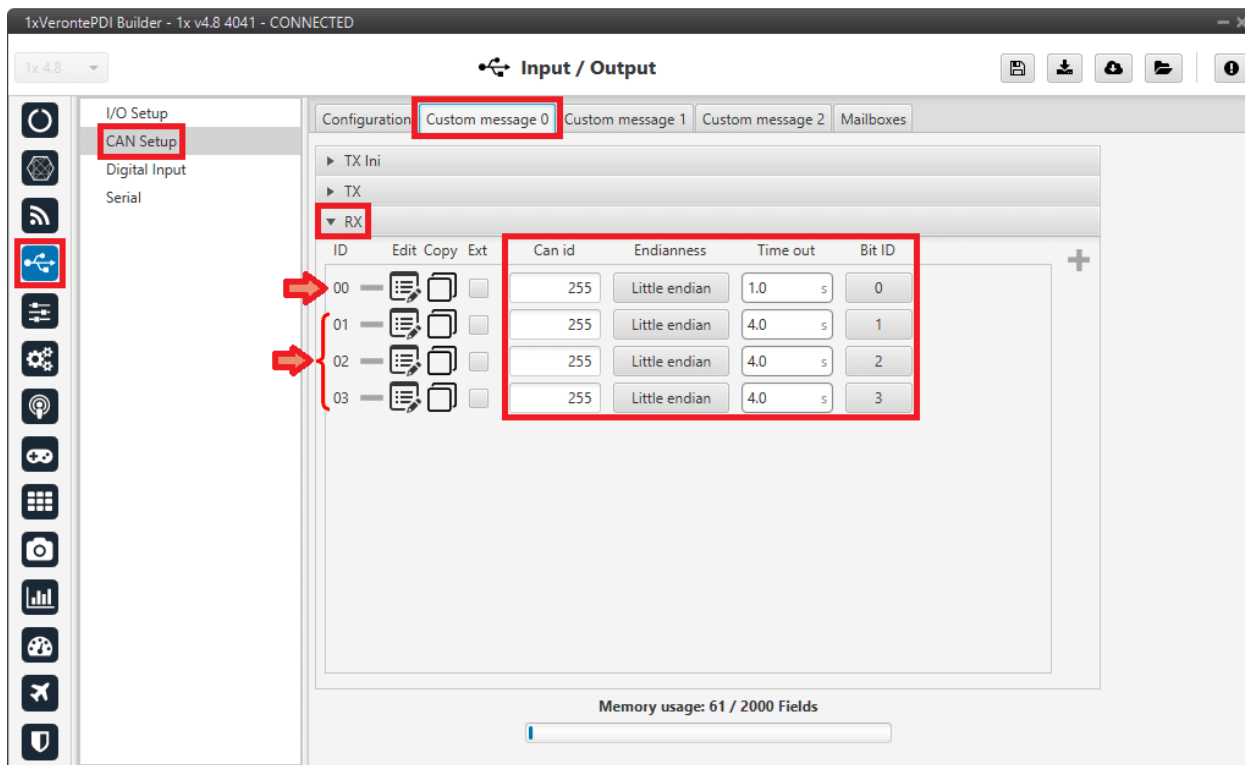 1xVerontePDI Builder - 1x v4.8 4041 - CONNECTED
1x 4.8
Input / Output
I/O Setup
CAN Setup
Digital Input
Serial
Configuration Custom message 0 Custom message 1 Custom message 2 Mailboxes
TX Ini
TX
RX
ID Edit Copy Ext Can id Endianness Time out Bit ID
00 255 Little endian 1.0 s 0
01 255 Little endian 4.0 s 1
02 255 Little endian 4.0 s 2
03 255 Little endian 4.0 s 3
Memory usage: 61 / 2000 Fields